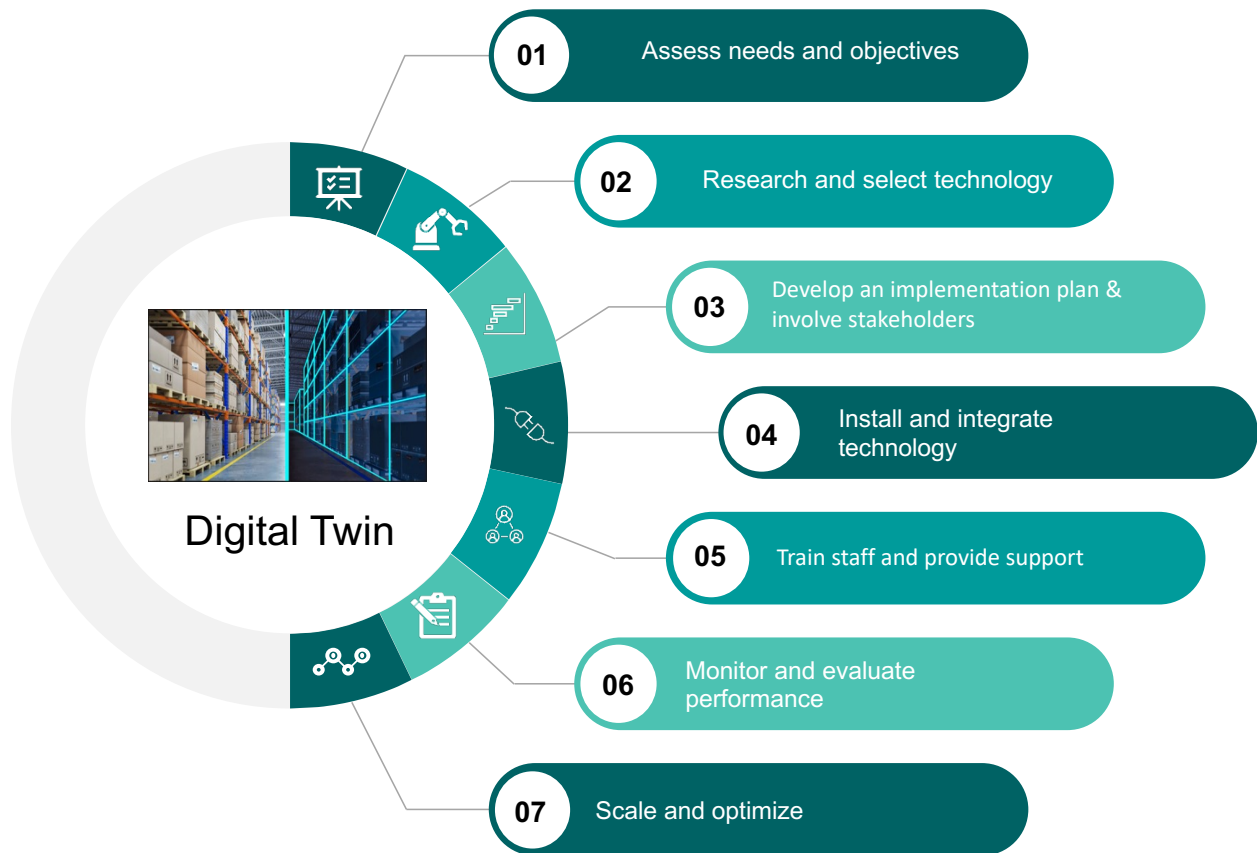 01
Assess needs and objectives
02
Research and select technology
03
Develop an implementation plan &
involve stakeholders
04
Install and integrate
technology
05
Train staff and provide support
06
Monitor and evaluate
performance
07
Scale and optimize
Digital Twin